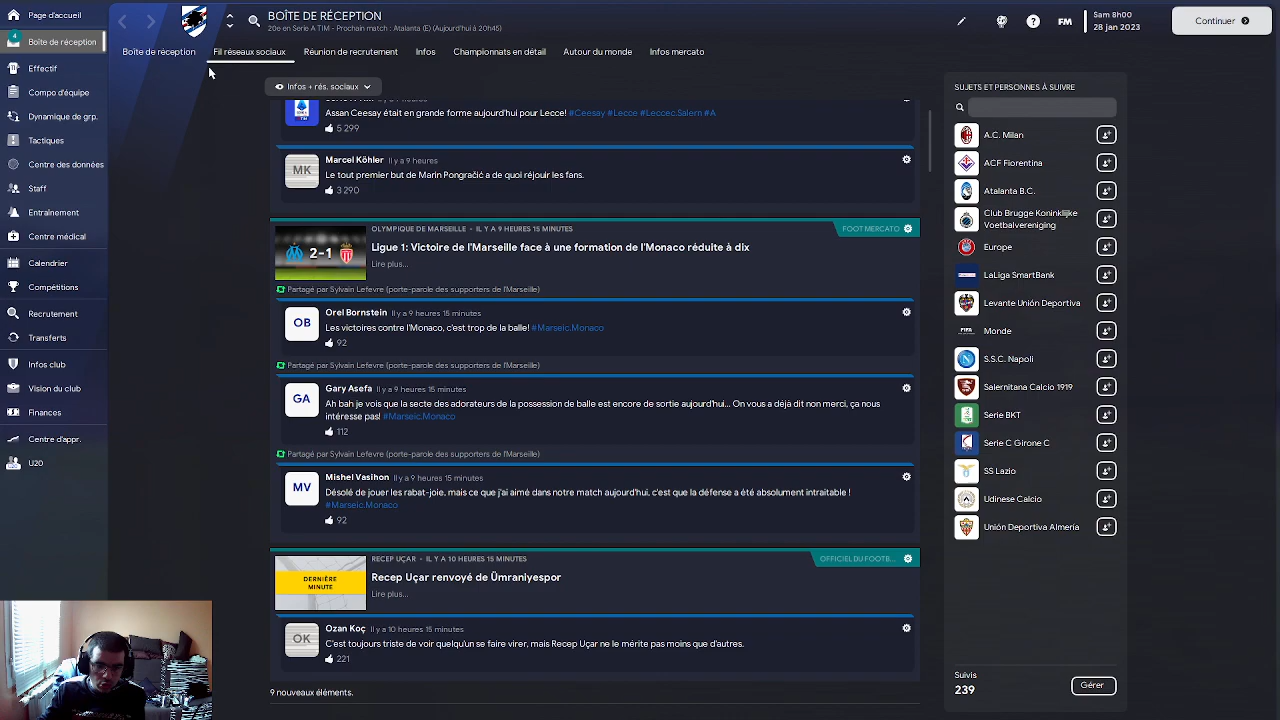 BOÎTE DE RÉCEPTION
20e en Serie A TIM - Prochain match : Atalanta (E) (Aujourd'hui à 20h45)
FM
Sam 8h00
28 jan 2023
Continuer
4
Boîte de réception
Effectif
Compo d'équipe
Dynamique de grp.
Tactiques
Centre des données
Staff
Entraînement
Centre médical
Calendrier
Compétitions
Recrutement
Transferts
Infos club
Vision du club
Finances
Centre d'appr.
U20
Boîte de réception
Fil réseaux sociaux
Réunion de recrutement
Infos
Championnats en détail
Autour du monde
Infos mercato
Infos + rés. sociaux
Assan Ceesay était en grande forme aujourd'hui pour Lecce! #Ceesay #Lecce #Leccec.Salern #A
5 299
MK
Marcel Köhler Il y a 9 heures
Le tout premier but de Marin Pongračić a de quoi réjouir les fans.
3 290
OLYMPIQUE DE MARSEILLE - IL Y A 9 HEURES 15 MINUTES
FOOT MERCATO
2-1
Ligue 1: Victoire de l'Marseille face à une formation de l'Monaco réduite à dix
Lire plus...
Partagé par Sylvain Lefevre (porte-parole des supporters de l'Marseille)
OB
Orel Bornstein Il y a 9 heures 15 minutes
Les victoires contre l'Monaco, c'est trop de la balle! #Marseic.Monaco
92
Partagé par Sylvain Lefevre (porte-parole des supporters de l'Marseille)
GA
Gary Asefa Il y a 9 heures 15 minutes
Ah bah je vois que la secte des adorateurs de la possession de balle est encore de sortie aujourd'hui... On vous a déjà dit non merci, ça nous
intéresse pas! #Marseic.Monaco
112
Partagé par Sylvain Lefevre (porte-parole des supporters de l'Marseille)
MV
Mishel Vasihon Il y a 9 heures 15 minutes
Désolé de jouer les rabat-joie, mais ce que j'ai aimé dans notre match aujourd'hui, c'est que la défense a été absolument intraitable !
#Marseic.Monaco
92
RECEP UÇAR - IL Y A 10 HEURES 15 MINUTES
OFFICIEL DU FOOTB...
DERNIÈRE
MINUTE
Recep Uçar renvoyé de Ümraniyespor
Lire plus...
OK
Ozan Koç Il y a 10 heures 15 minutes
C'est toujours triste de voir quelqu'un se faire virer, mais Recep Uçar ne le mérite pas moins que d'autres.
221
9 nouveaux éléments.
SUJETS ET PERSONNES À SUIVRE
A.C. Milan
ACF Fiorentina
Atalanta B.C.
Club Brugge Koninklijke
Voetbalvereniging
Europe
LaLiga SmartBank
Levante Unión Deportiva
Monde
S.S.C. Napoli
Salernitana Calcio 1919
Serie BKT
Serie C Girone C
SS Lazio
Udinese Calcio
Unión Deportiva Almería
Suivis
239
Gérer